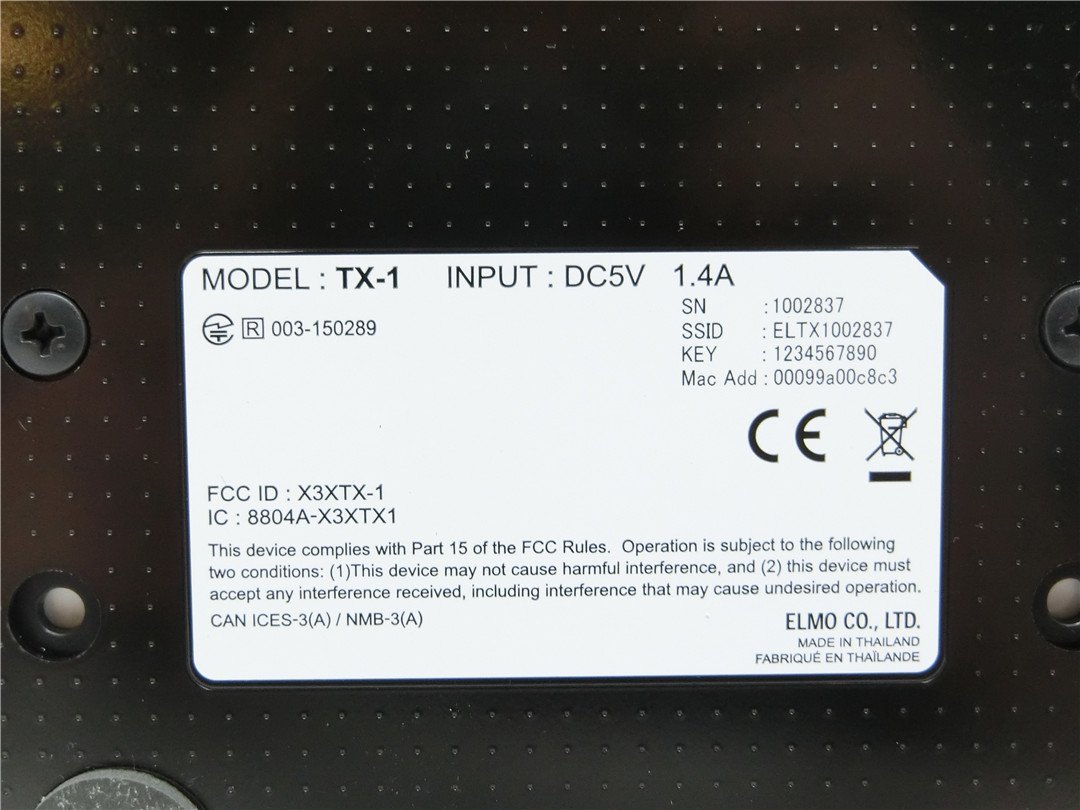 MODEL : TX-1 INPUT : DC5V 1.4A
SN : 1002837
R 003-150289
SSID : ELTX1002837
KEY : 1234567890
Mac Add : 00099a00c8c3
CE
FCC ID : X3XTX-1
IC : 8804A-X3XTX1
This device complies with Part 15 of the FCC Rules. Operation is subject to the following
two conditions: (1)This device may not cause harmful interference, and (2) this device must
accept any interference received, including interference that may cause undesired operation.
CAN ICES-3(A) / NMB-3(A)
ELMO CO., LTD.
MADE IN THAILAND
FABRIQUÉ EN THAÏLANDE